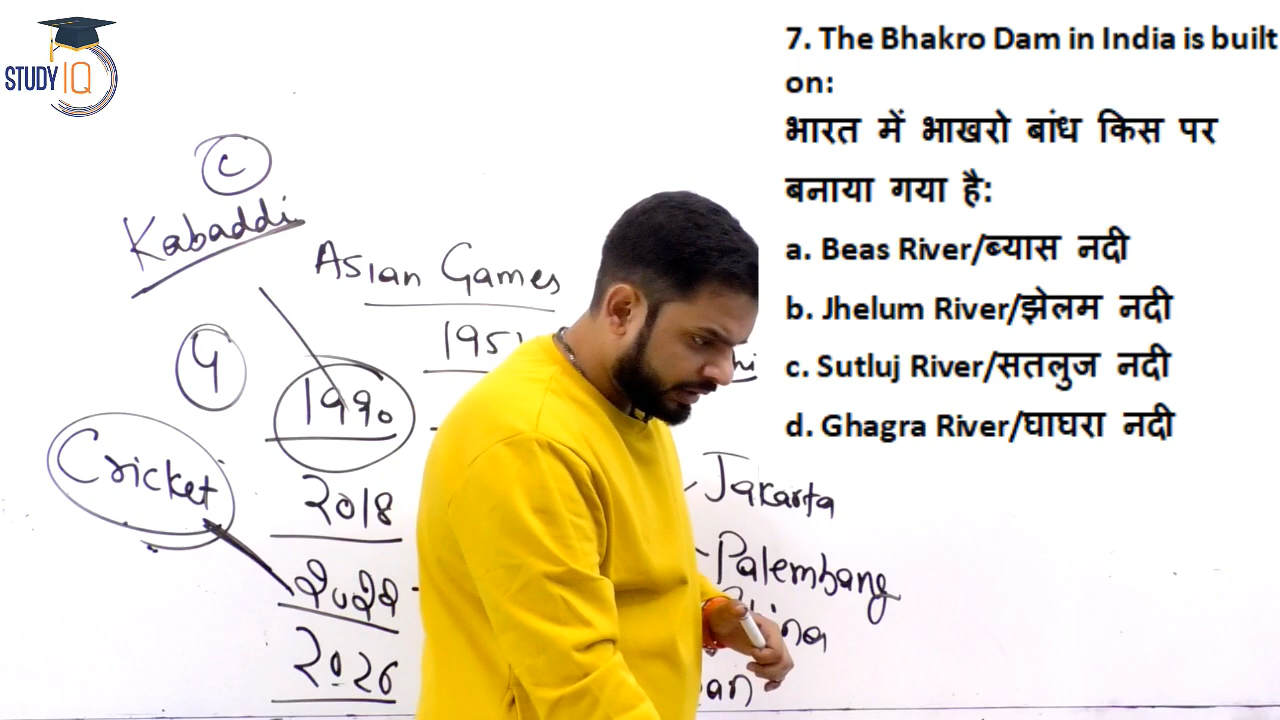 STUDY IQ
7. The Bhakro Dam in India is built
on:
भारत में भाखरो बांध किस पर
बनाया गया है:
a. Beas River/ब्यास नदी
b. Jhelum River/झेलम नदी
c. Sutluj River/सतलुज नदी
d. Ghagra River/घाघरा नदी
C
Kabaddi
Asian Games
1951
4
1990
Cricket
2018
Jakarta
Palembang
2022
2026